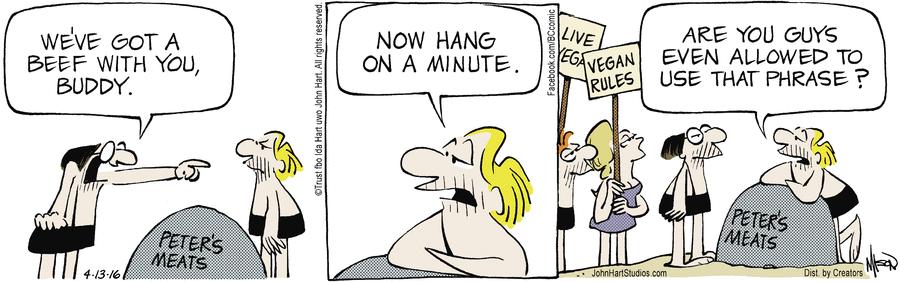 WE'VE GOT A
BEEF WITH YOU,
BUDDY.
PETER'S
MEATS
4-13-16
©Trust fbo Ida Hart uwo John Hart. All rights reserved.
NOW HANG
ON A MINUTE.
Facebook.com/BCcomic
LIVE
VEGA
VEGAN
RULES
ARE YOU GUYS
EVEN ALLOWED TO
USE THAT PHRASE?
PETER'S
MEATS
JohnHartStudios.com
Dist. by Creators